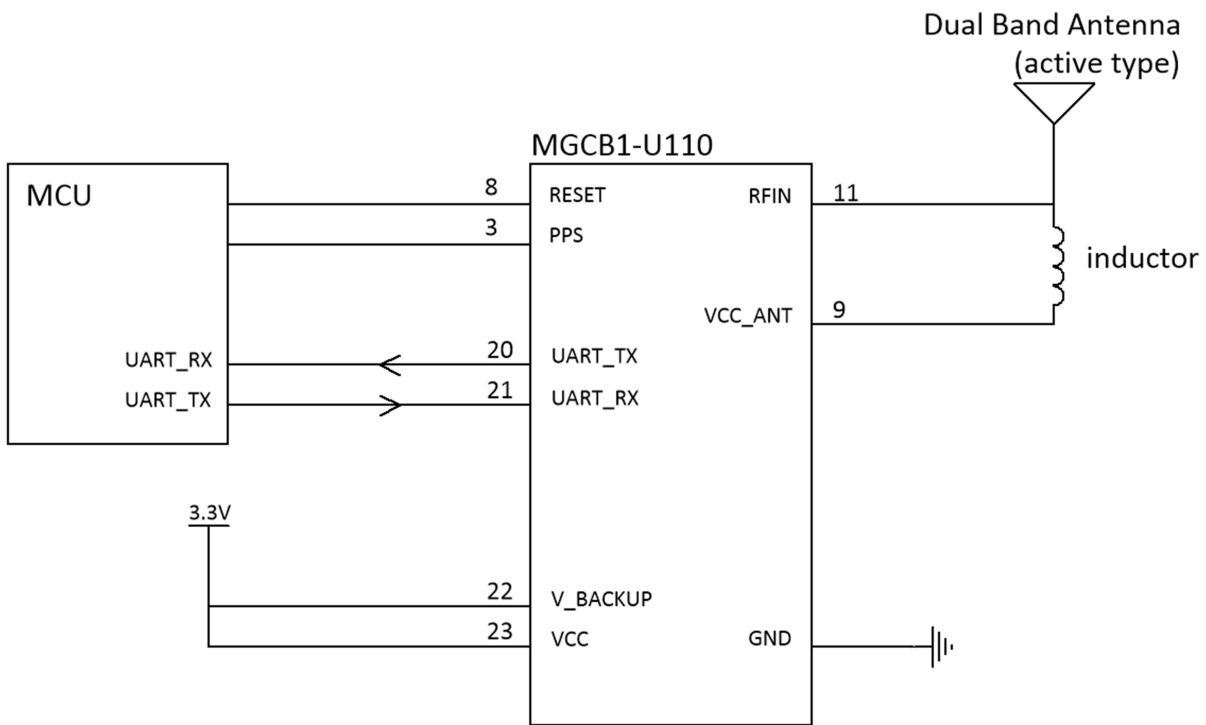 Dual Band Antenna
(active type)
MGCB1-U110
MCU
8
RESET
RFIN
11
3
PPS
inductor
VCC_ANT
9
UART_RX
20
UART_TX
UART_TX
21
UART_RX
3.3V
22
V_BACKUP
23
VCC
GND